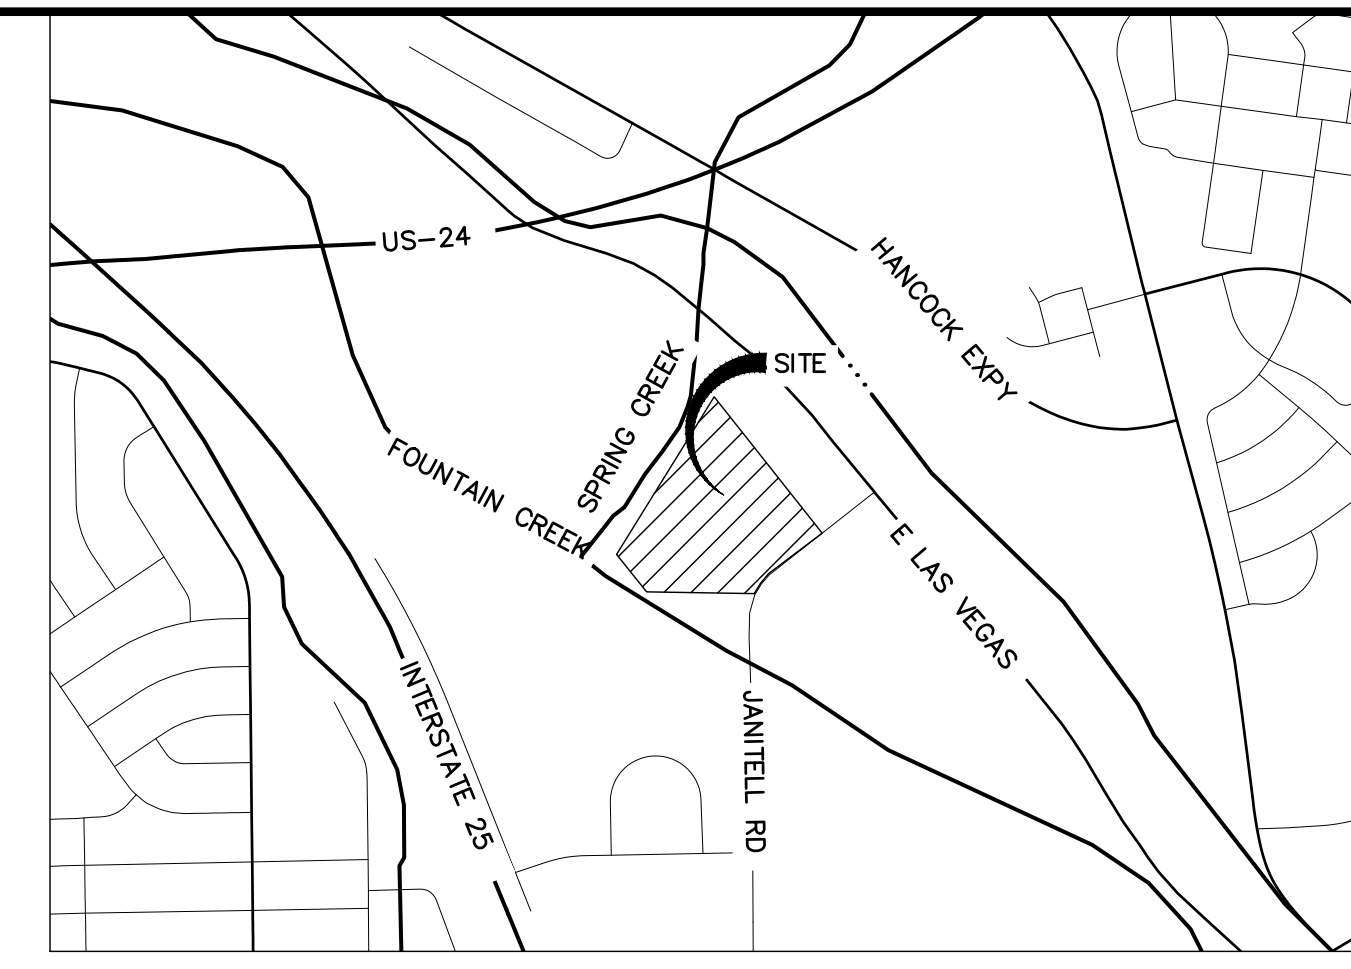 US-24
HANCOCK EXPY
SITE
SPRING CREEK
FOUNTAIN CREEK
E LAS VEGAS
INTERSTATE 25
JANITELL RD